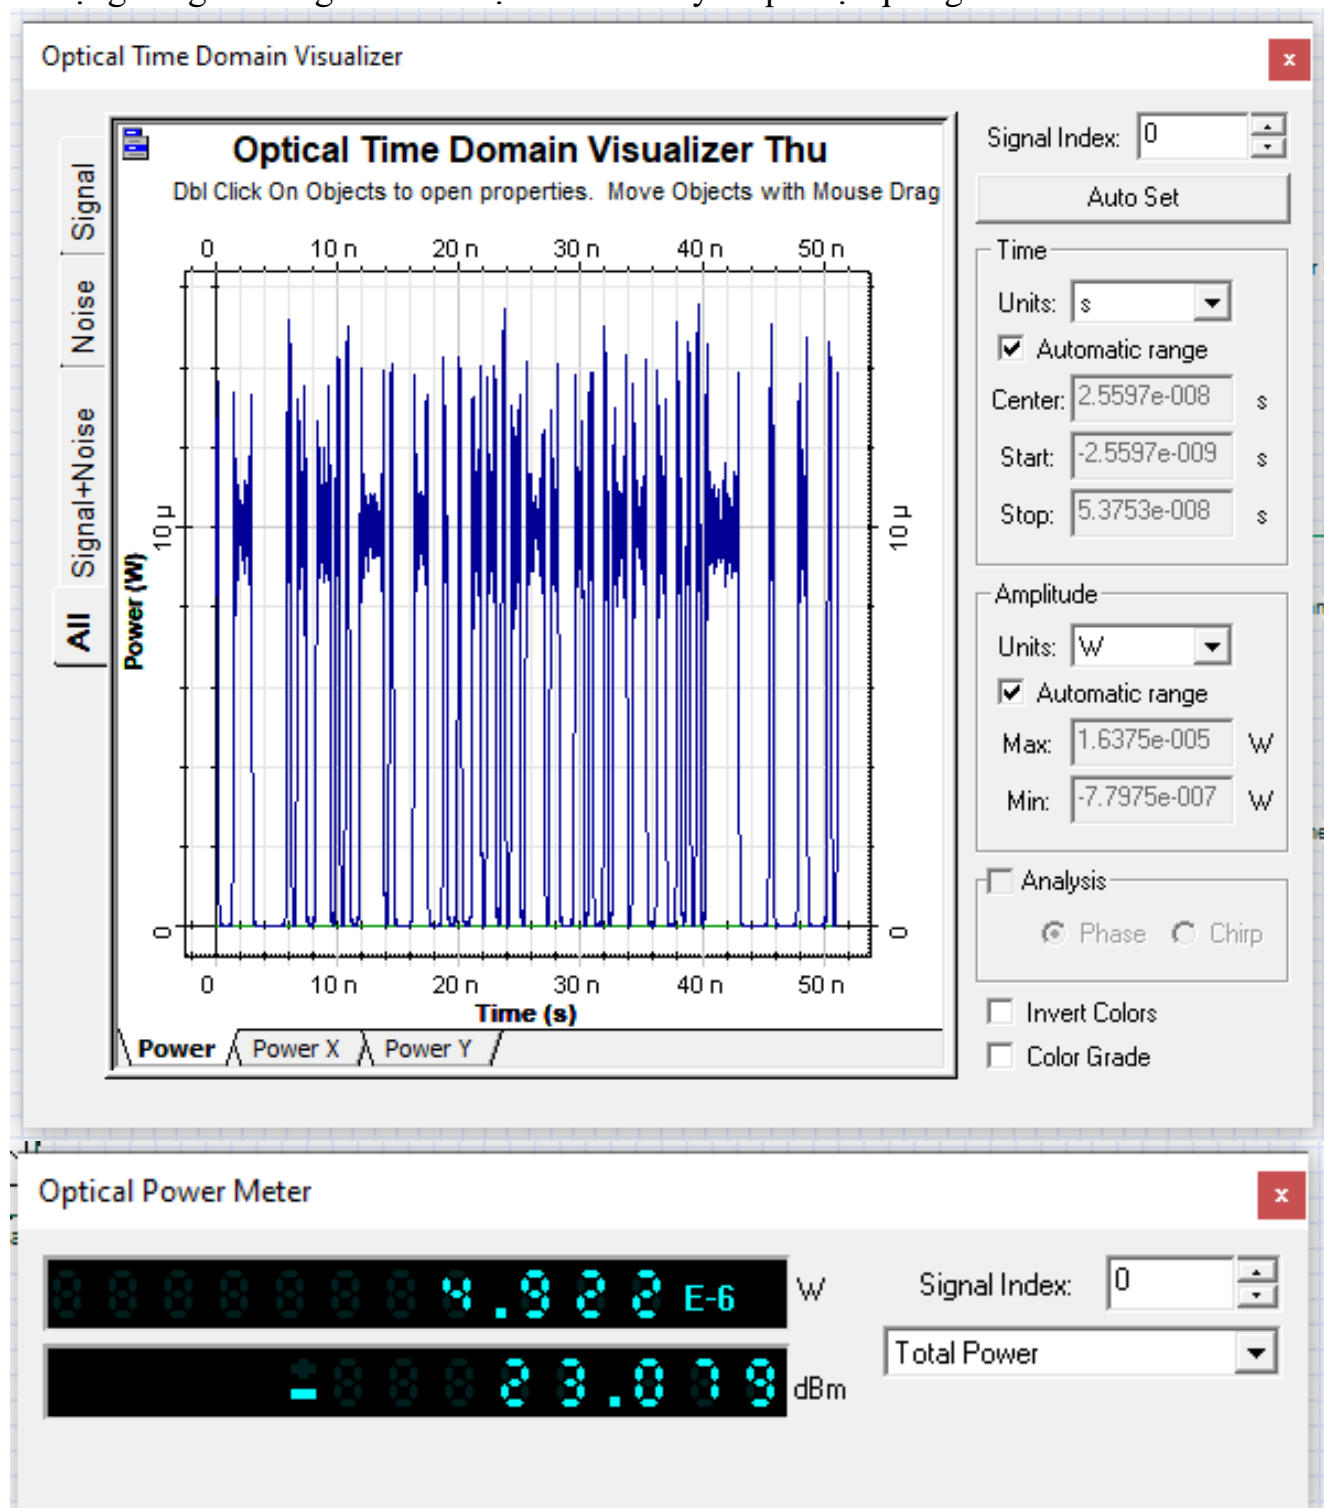 Optical Time Domain Visualizer
x
Signal
Noise
Signal+Noise
All
Optical Time Domain Visualizer Thu
Dbl Click On Objects to open properties. Move Objects with Mouse Drag
0 10 n 20 n 30 n 40 n 50 n
10 µ 10 µ
Power (W)
0 0
0 10 n 20 n 30 n 40 n 50 n
Time (s)
Power Power X Power Y
Signal Index: 0
Auto Set
Time
Units: s
Automatic range
Center: 2.5597e-008 s
Start: -2.5597e-009 s
Stop: 5.3753e-008 s
Amplitude
Units: W
Automatic range
Max: 1.6375e-005 W
Min: -7.7975e-007 W
Analysis
Phase Chirp
Invert Colors
Color Grade
Optical Power Meter
x
4.922 E-6 W
-23.079 dBm
Signal Index: 0
Total Power